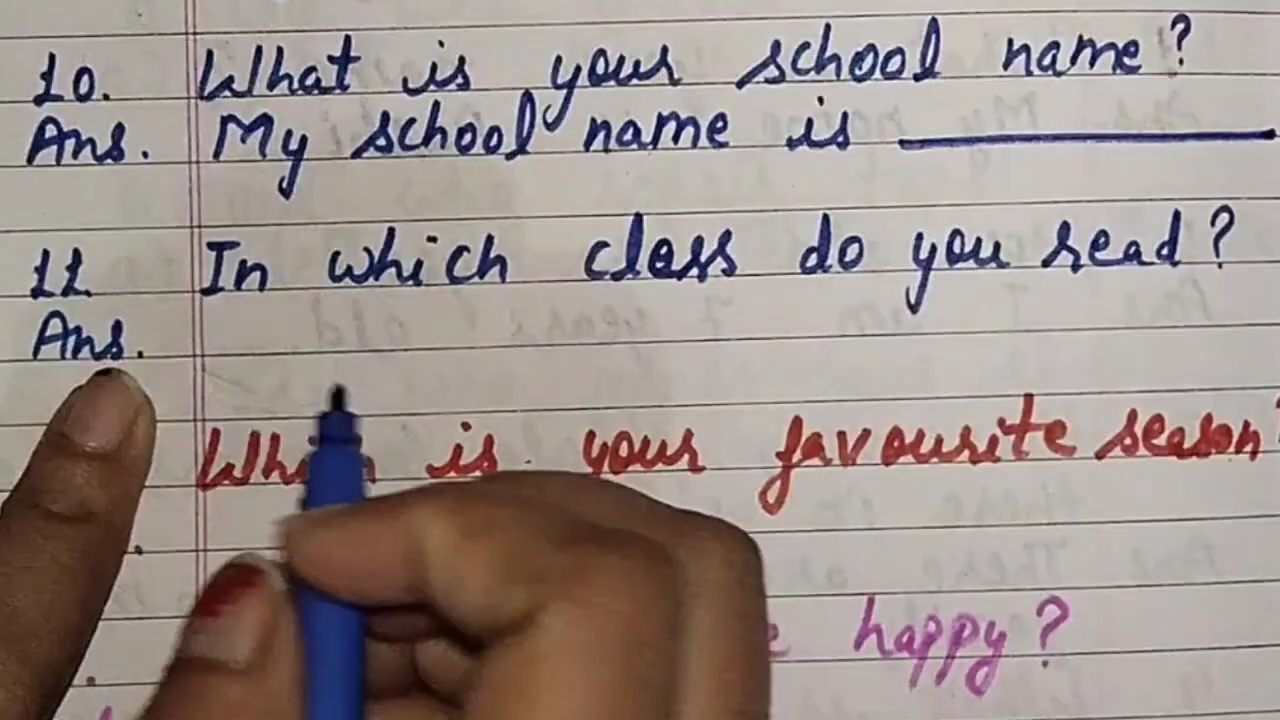 10. What is your school name?
Ans. My school name is
11 In which class do you read?
Ans.
is your favourite season?
happy?